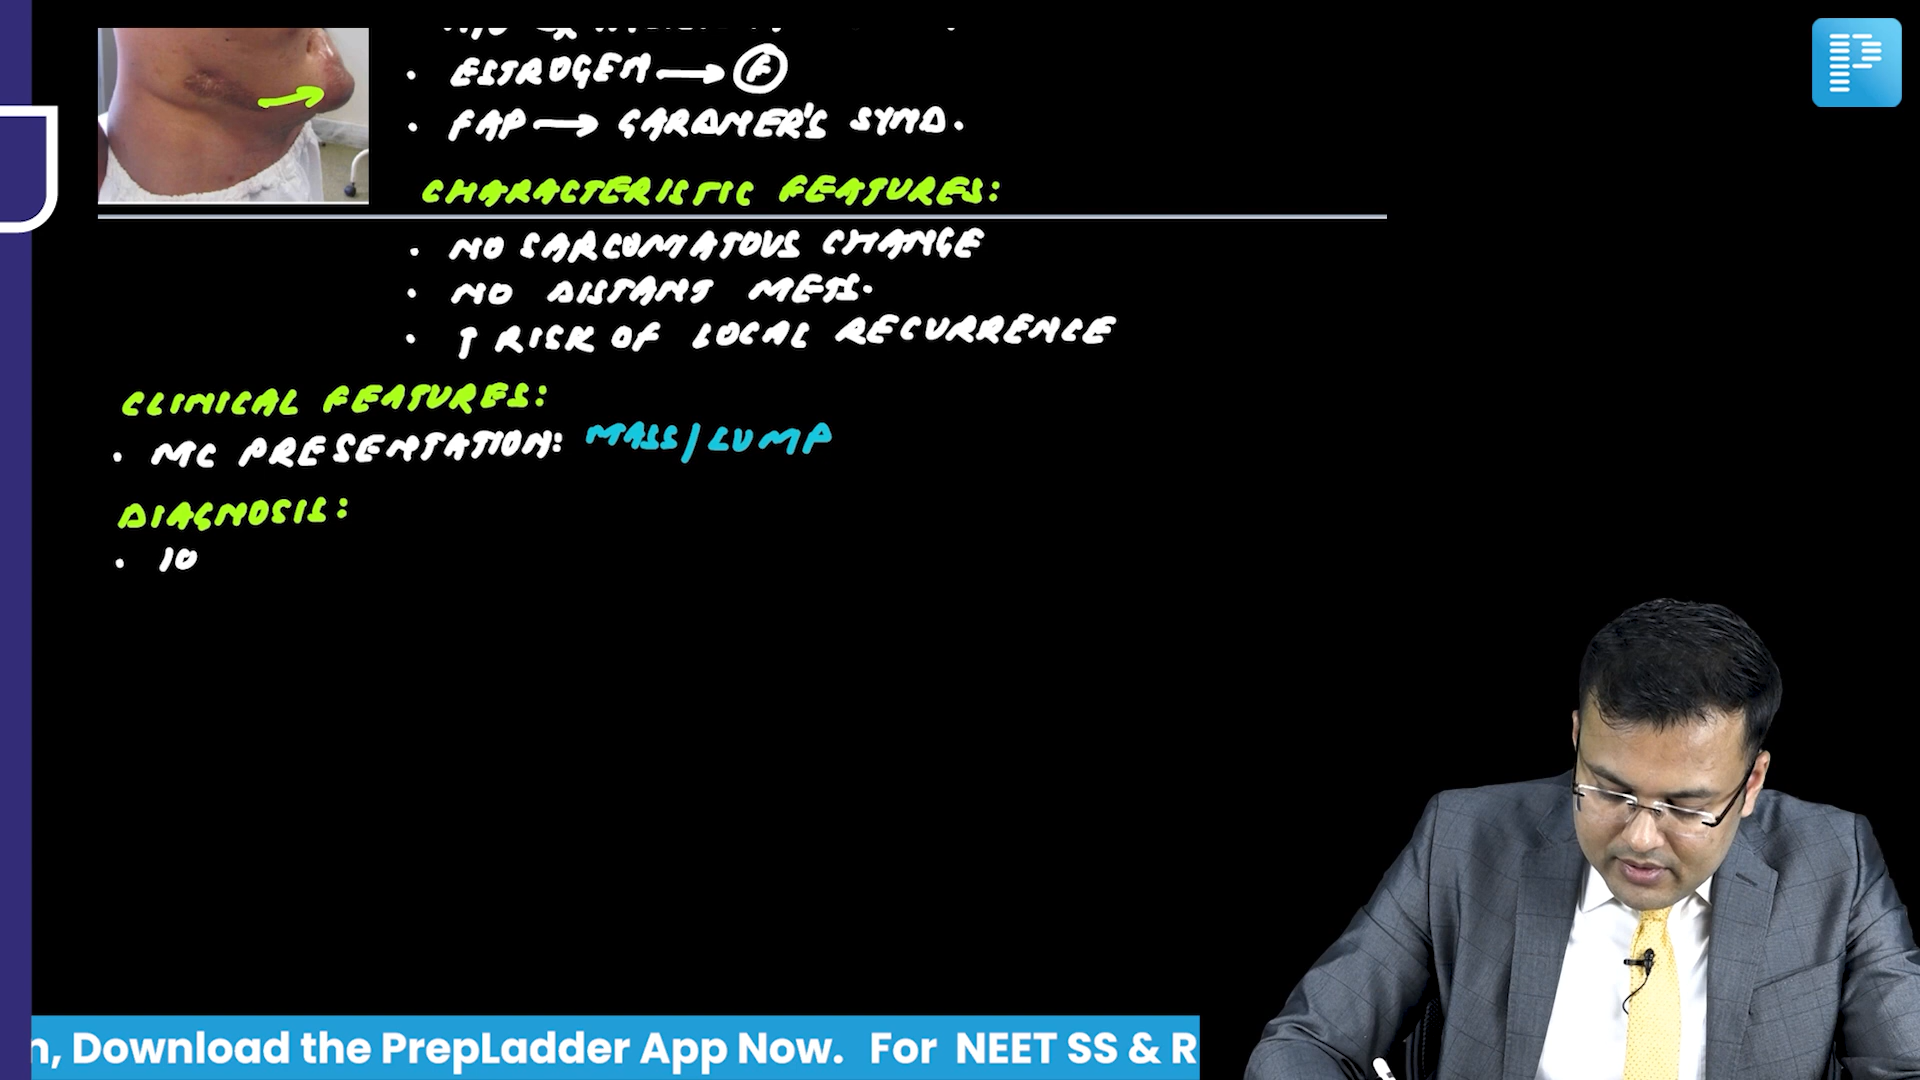 • ESTROGEN → F
• FAP → GARDNER'S SYND.
CHARACTERISTIC FEATURES:
• NO SARCOMATOUS CHANGE
• NO DISTANT METS.
• ↑ RISK OF LOCAL RECURRENCE
CLINICAL FEATURES:
• MC PRESENTATION: MASS/LUMP
DIAGNOSIS:
• IO
n, Download the PrepLadder App Now. For NEET SS & R